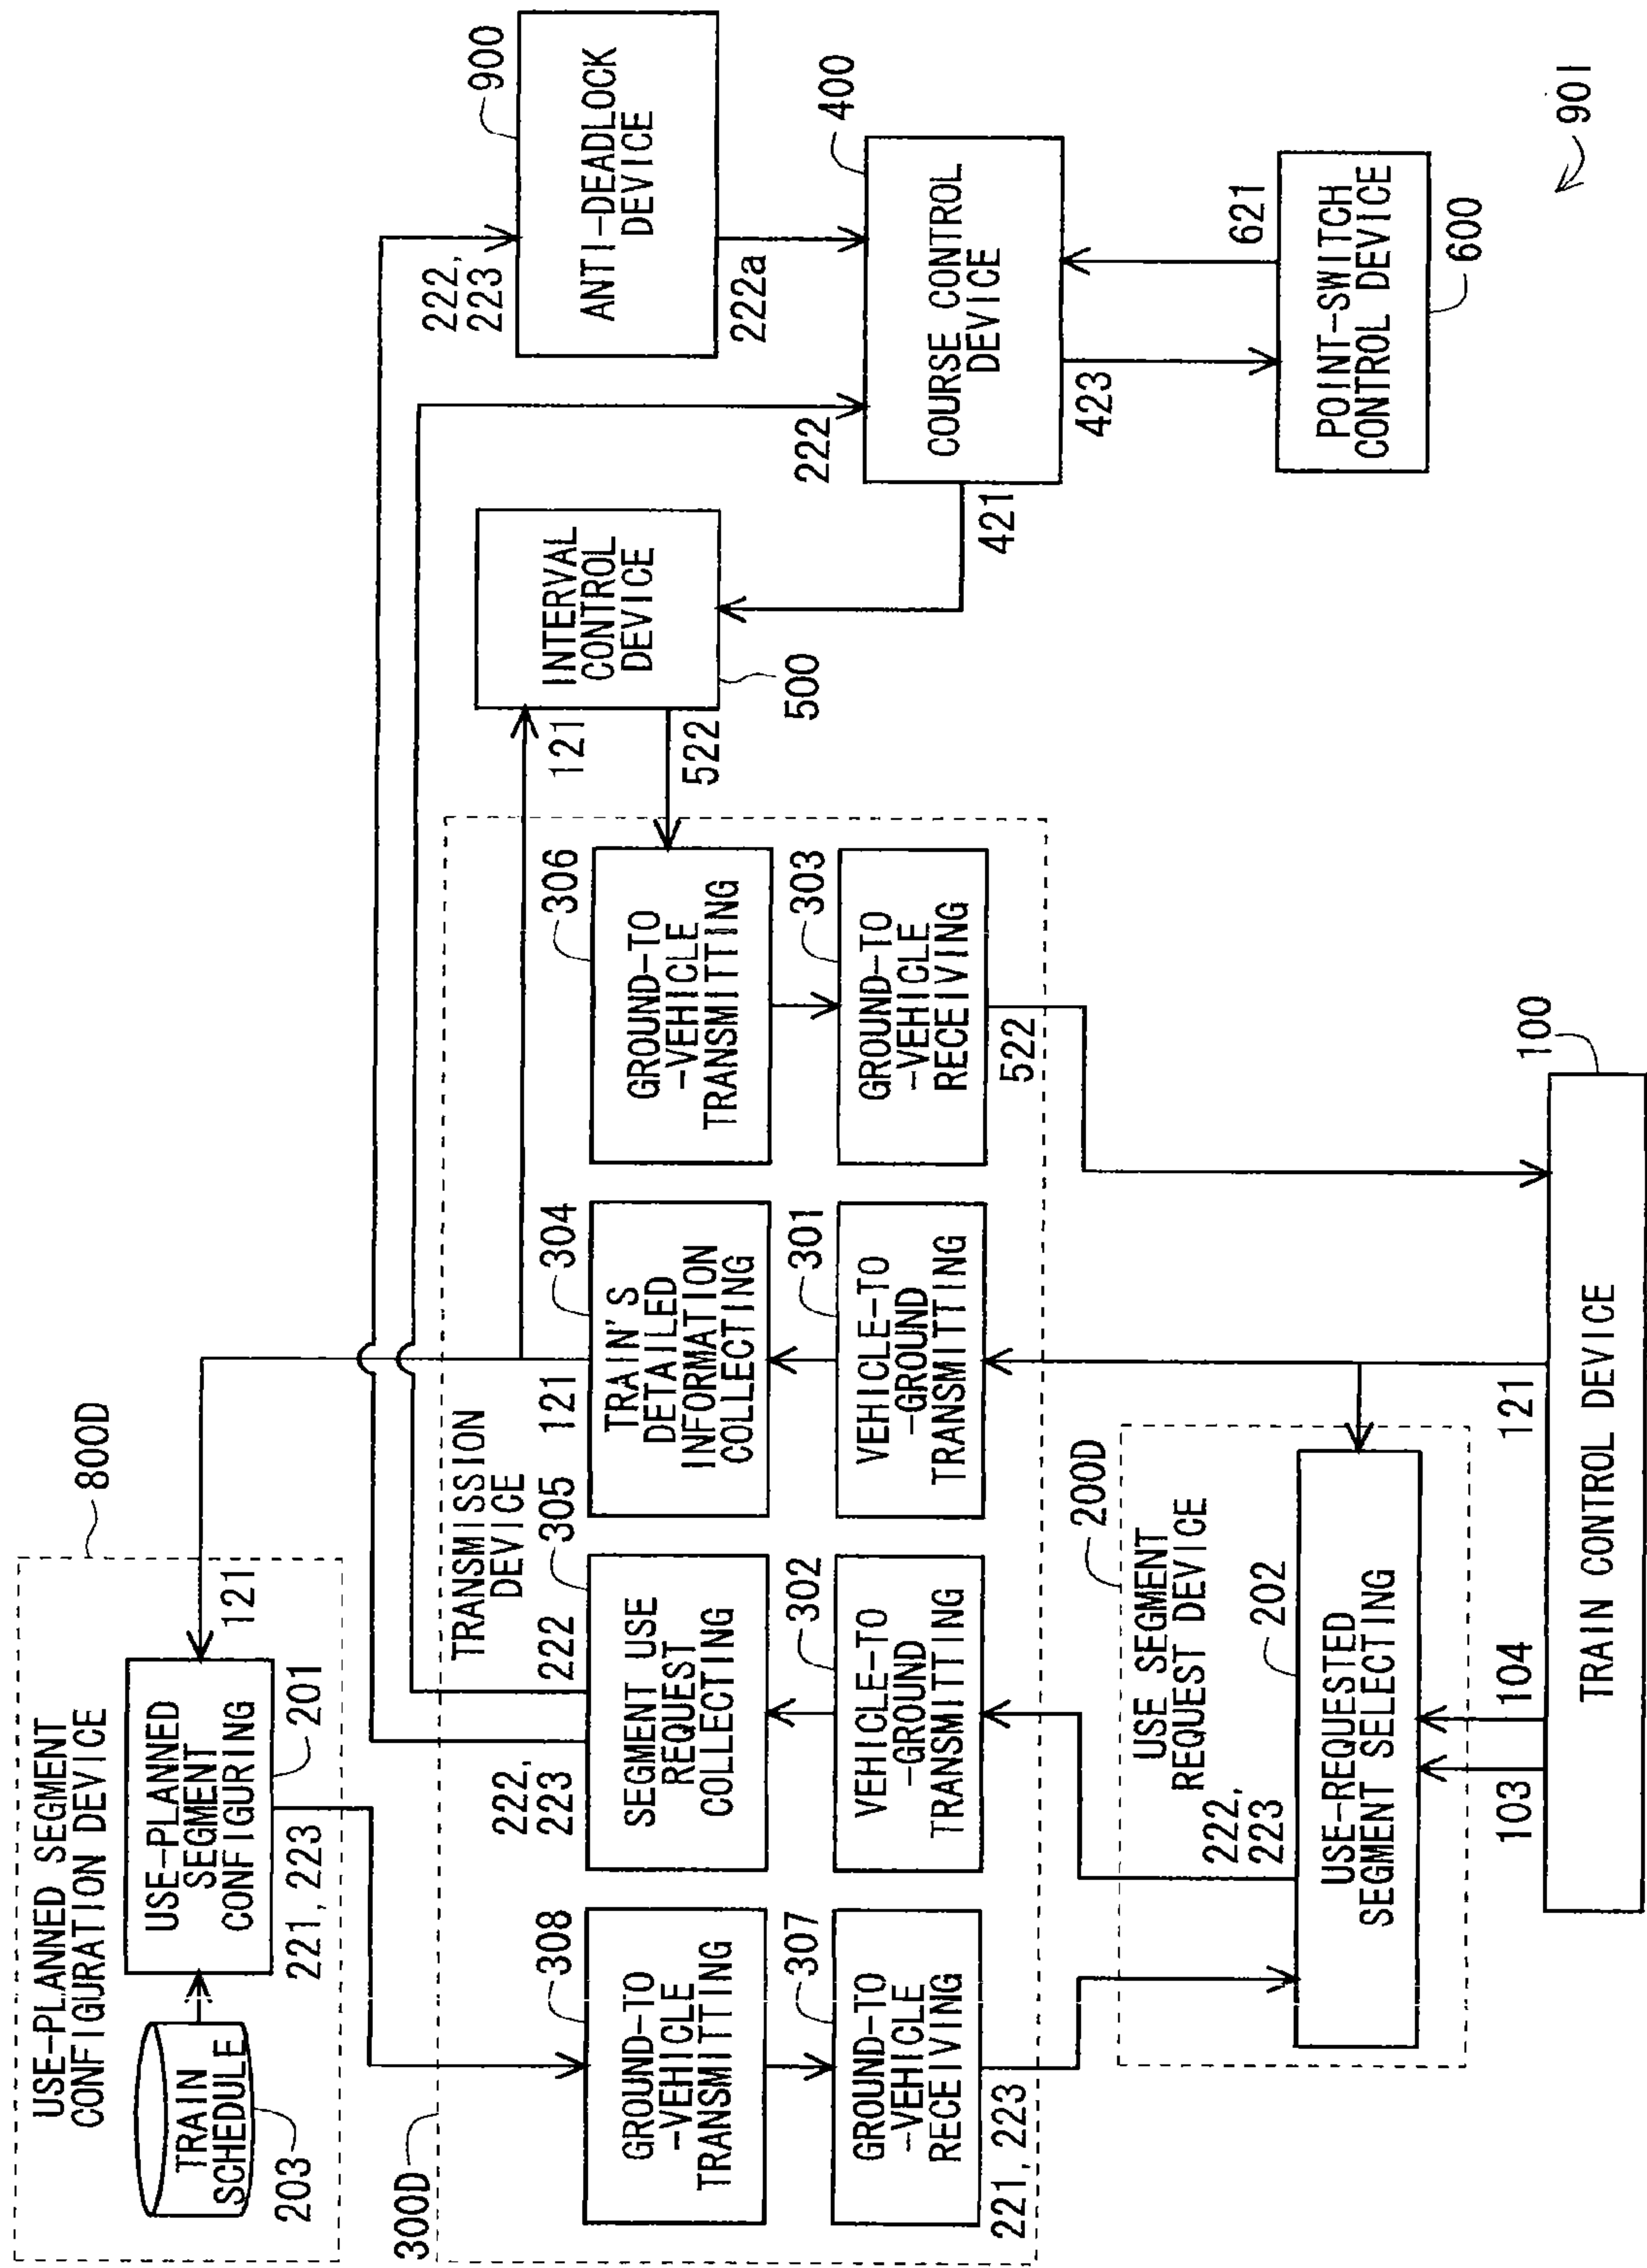 USE-PLANNED SEGMENT
CONFIGURATION DEVICE
800D
TRAIN
SCHEDULE
203
USE-PLANNED
SEGMENT
CONFIGURING
201
121
221, 223
300D
TRANSMISSION
DEVICE
GROUND-TO
-VEHICLE
TRANSMITTING
308
222,
223
SEGMENT USE
REQUEST
COLLECTING
222
305
TRAIN'S
DETAILED
INFORMATION
COLLECTING
121
304
GROUND-TO
-VEHICLE
TRANSMITTING
306
GROUND-TO
-VEHICLE
RECEIVING
307
221, 223
VEHICLE-TO
-GROUND
TRANSMITTING
302
VEHICLE-TO
-GROUND
TRANSMITTING
301
GROUND-TO
-VEHICLE
RECEIVING
303
522
121
522
INTERVAL
CONTROL
DEVICE
500
421
222,
223
ANTI-DEADLOCK
DEVICE
900
222a
222
COURSE CONTROL
DEVICE
400
423
621
POINT-SWITCH
CONTROL DEVICE
600
901
USE SEGMENT
REQUEST DEVICE
200D
222,
223
202
USE-REQUESTED
SEGMENT SELECTING
103
104
121
TRAIN CONTROL DEVICE
100